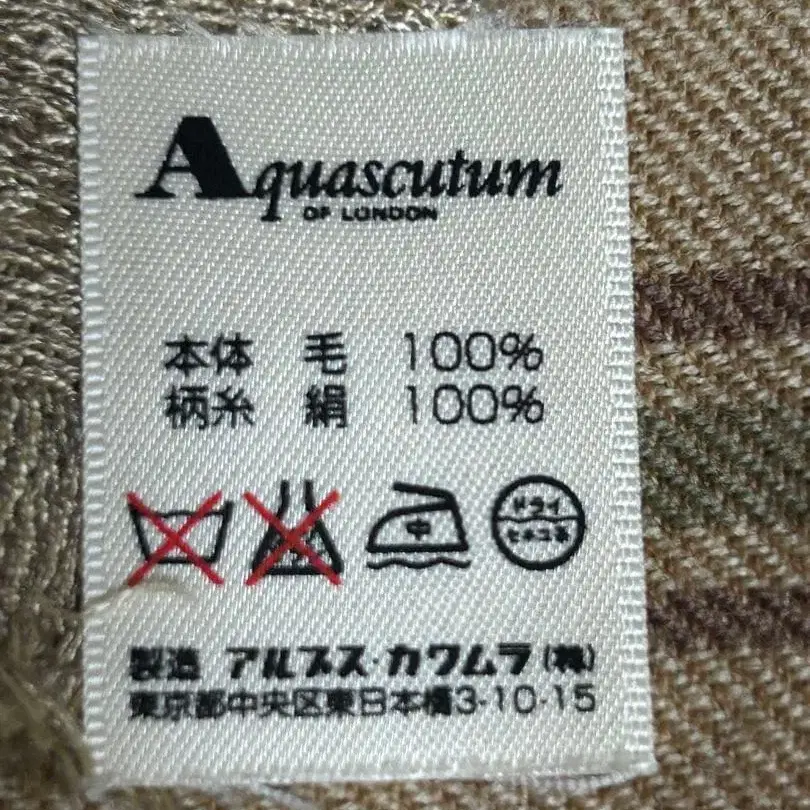 Aquascutum
OF LONDON
本体 毛 100%
柄糸 絹 100%
中 ドライ
セキユ系
製造 アルプス・カワムラ(株)
東京都中央区東日本橋3-10-15